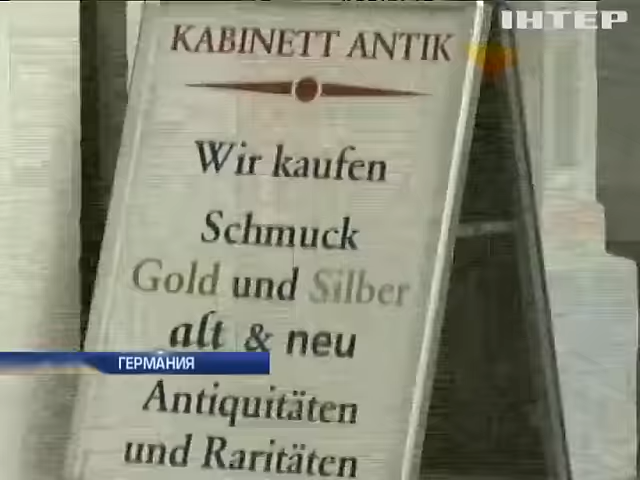 ІНТЕР
KABINETT ANTIK
Wir kaufen
Schmuck
Gold und Silber
alt & neu
ГЕРМАНИЯ
Antiquitäten
und Raritäten